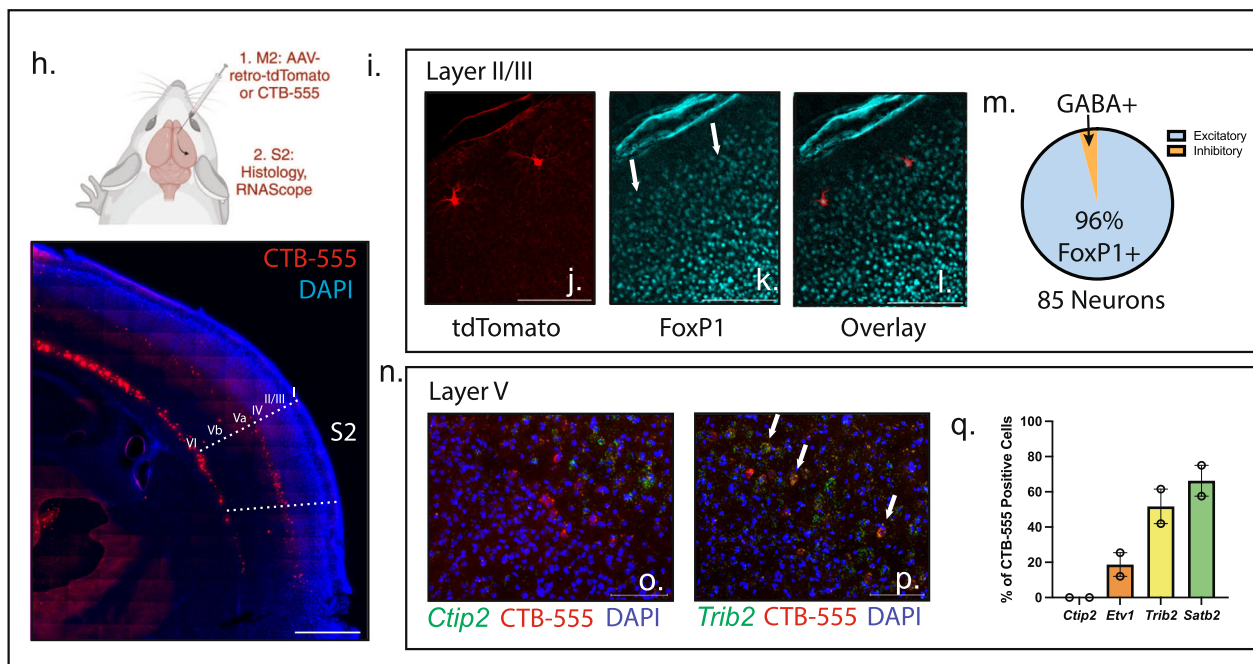 h.
1. M2: AAV-
retro-tdTomato
or CTB-555
2. S2:
Histology,
RNAScope
CTB-555
DAPI
I
II/III
IV
Va
Vb
VI
S2
i.
Layer II/III
j.
k.
l.
tdTomato
FoxP1
Overlay
m.
GABA+
Excitatory
Inhibitory
96%
FoxP1+
85 Neurons
n.
Layer V
o.
p.
Ctip2 CTB-555 DAPI
Trib2 CTB-555 DAPI
q.
% of CTB-555 Positive Cells
100
80
60
40
20
0
Ctip2 Etv1 Trib2 Satb2